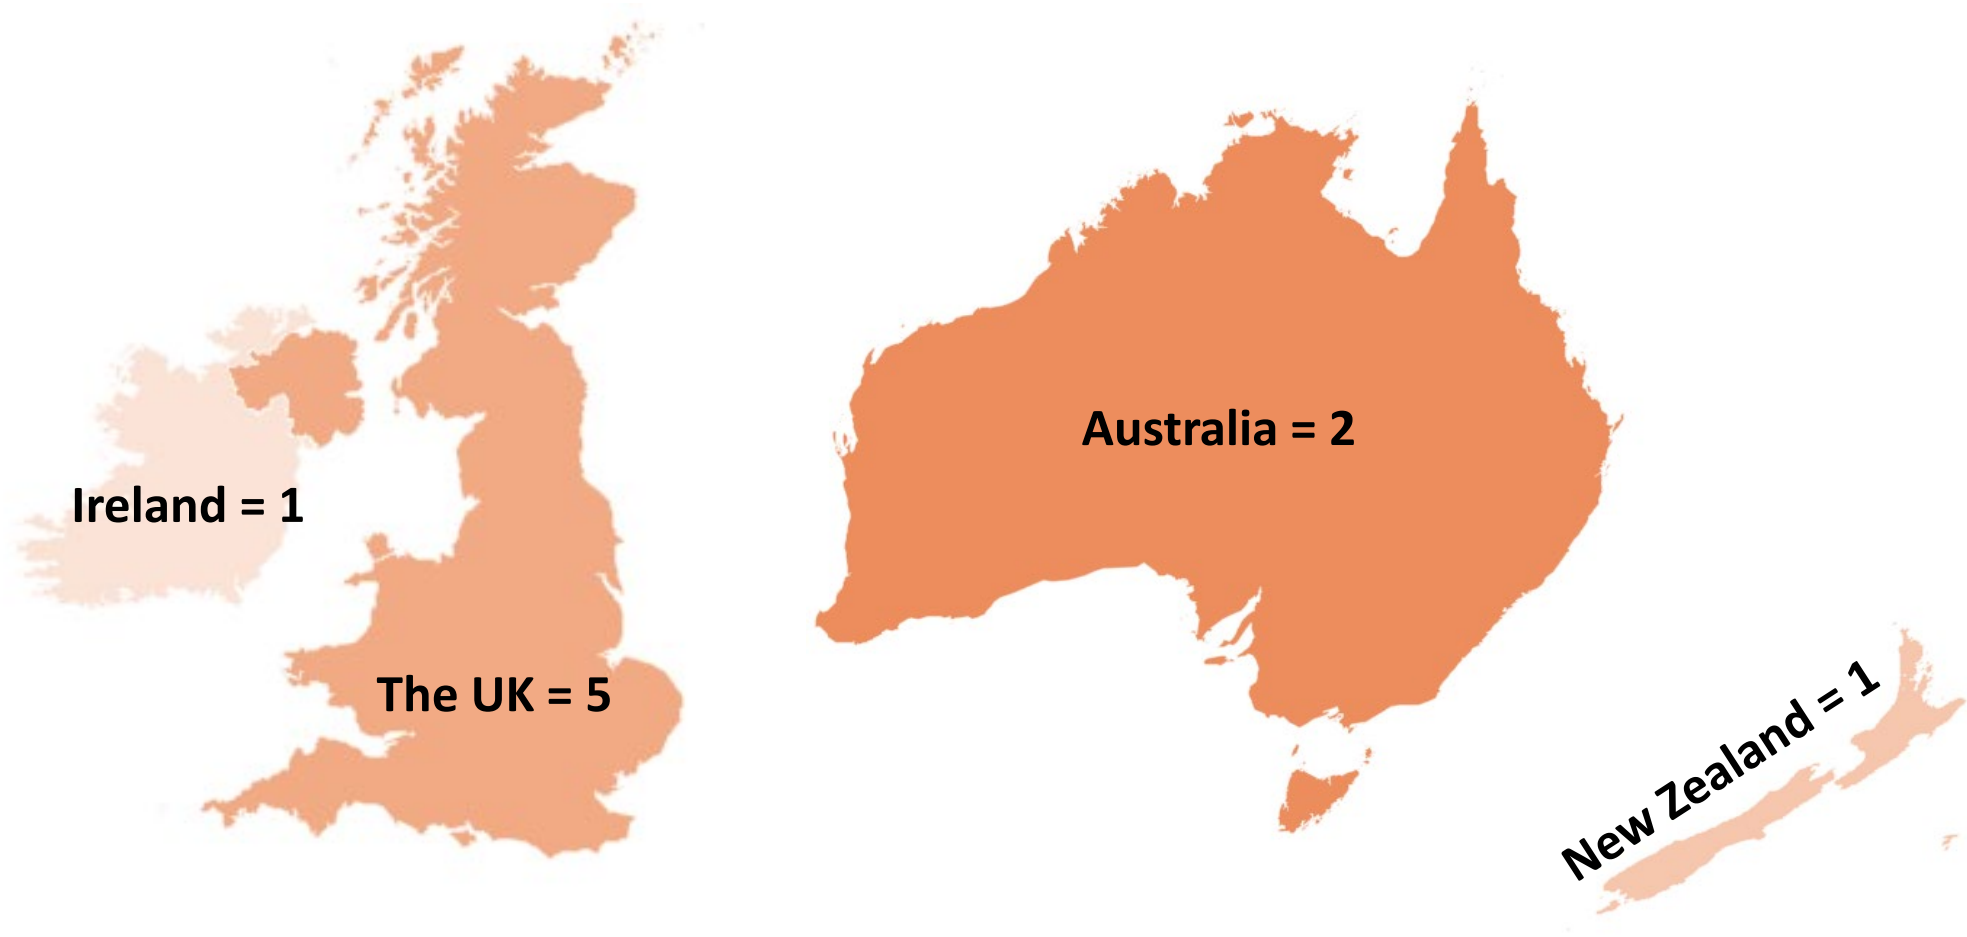 Ireland = 1
The UK = 5
Australia = 2
New Zealand = 1